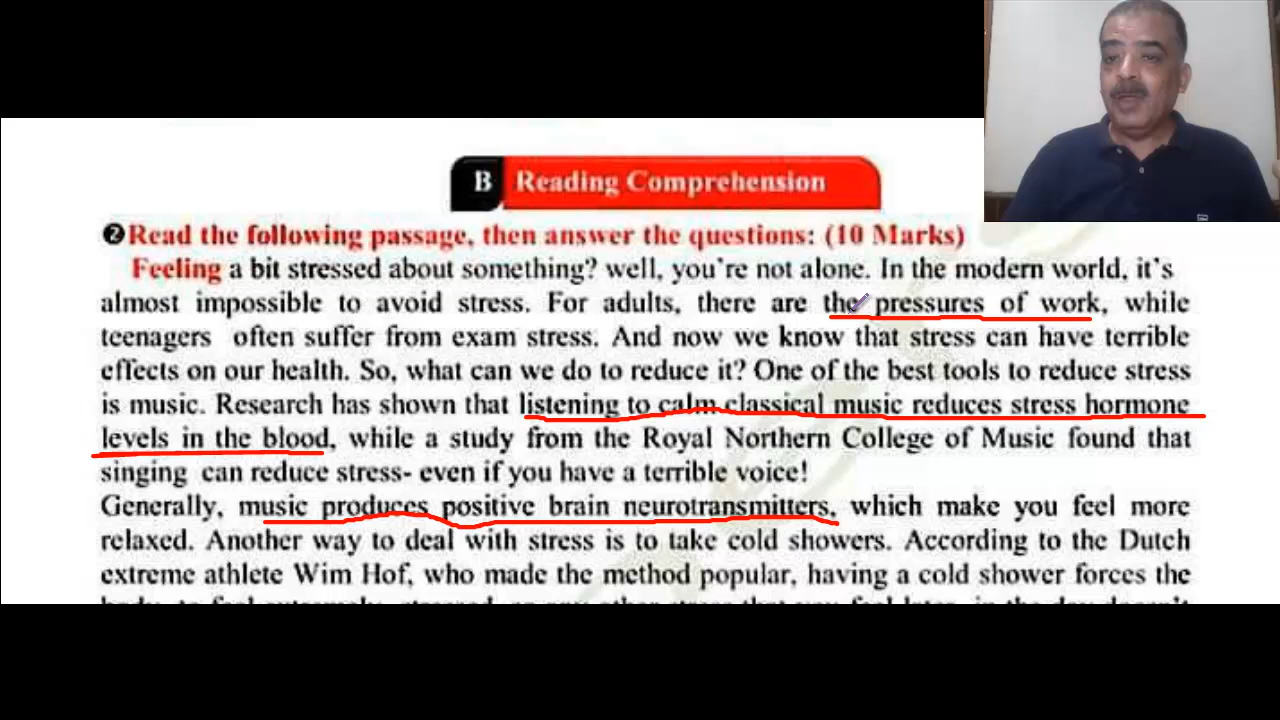 B Reading Comprehension
❷Read the following passage, then answer the questions: (10 Marks)
Feeling a bit stressed about something? well, you're not alone. In the modern world, it's
almost impossible to avoid stress. For adults, there are the pressures of work, while
teenagers often suffer from exam stress. And now we know that stress can have terrible
effects on our health. So, what can we do to reduce it? One of the best tools to reduce stress
is music. Research has shown that listening to calm classical music reduces stress hormone
levels in the blood, while a study from the Royal Northern College of Music found that
singing can reduce stress- even if you have a terrible voice!
Generally, music produces positive brain neurotransmitters, which make you feel more
relaxed. Another way to deal with stress is to take cold showers. According to the Dutch
extreme athlete Wim Hof, who made the method popular, having a cold shower forces the